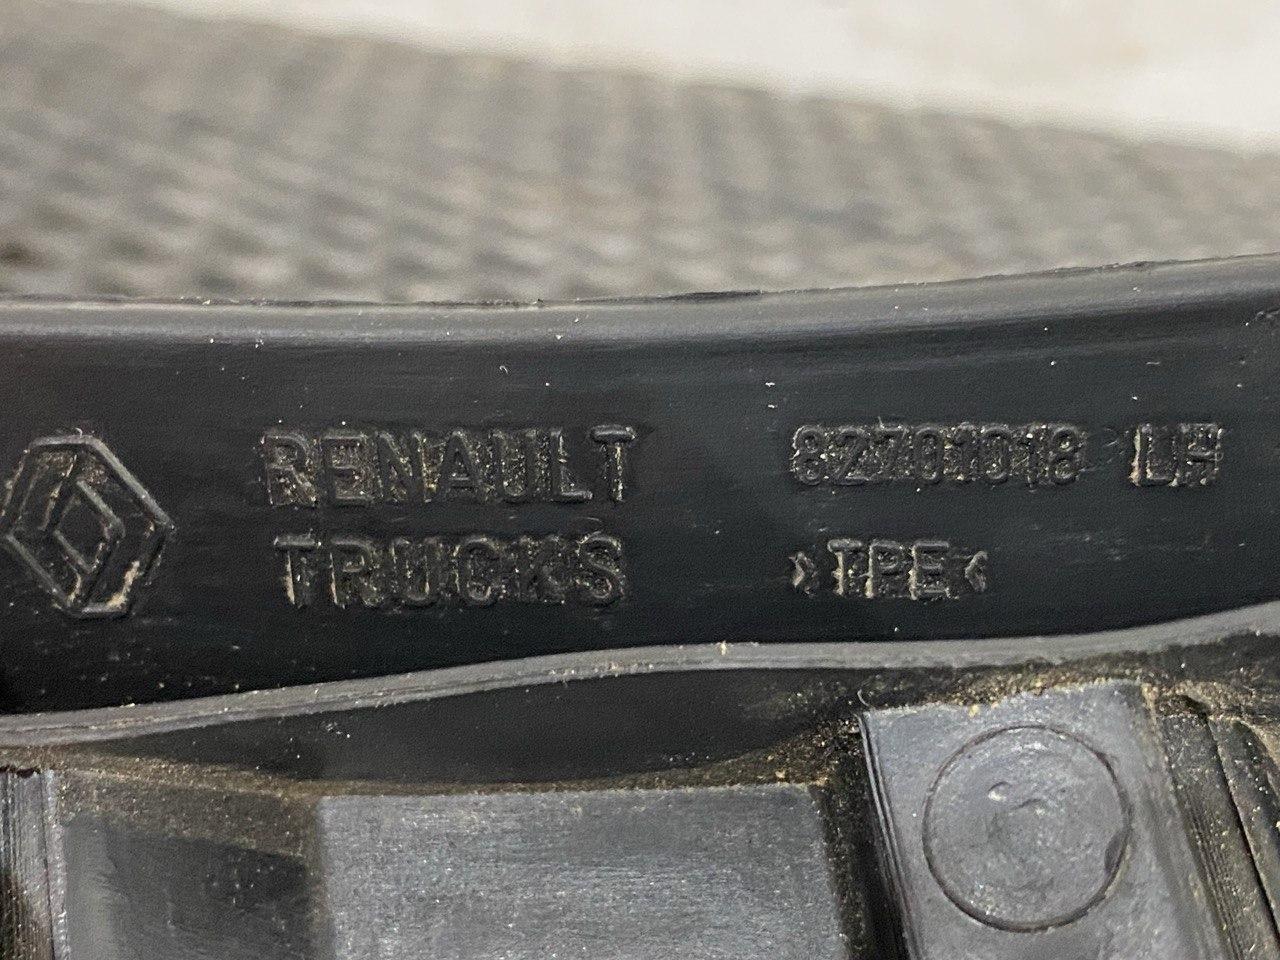 RENAULT 82701018 LH
TRUCKS >TPE<